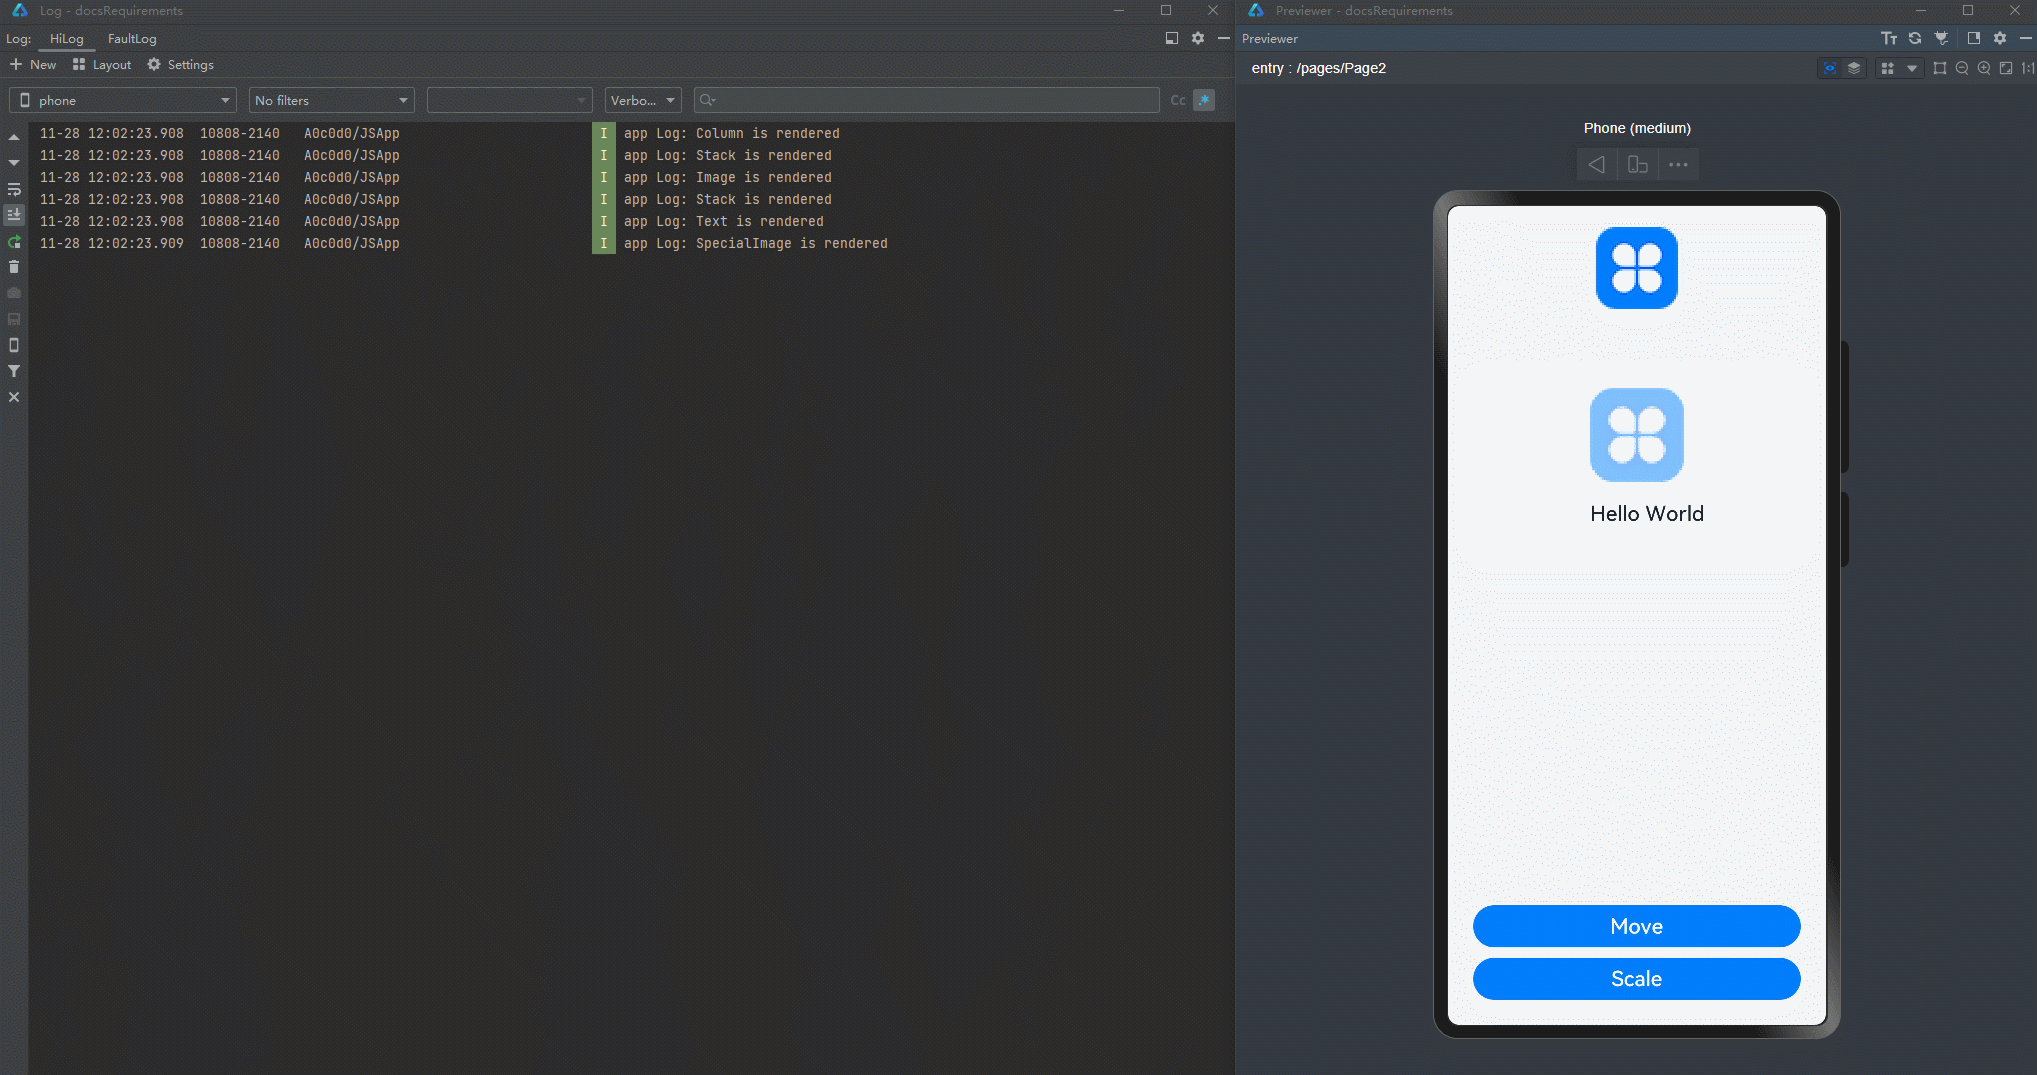 Log - docsRequirements
Log: HiLog FaultLog
New Layout Settings
phone No filters Verbo... Cc .*
11-28 12:02:23.908 10808-2140 A0c0d0/JSApp I app Log: Column is rendered
11-28 12:02:23.908 10808-2140 A0c0d0/JSApp I app Log: Stack is rendered
11-28 12:02:23.908 10808-2140 A0c0d0/JSApp I app Log: Image is rendered
11-28 12:02:23.908 10808-2140 A0c0d0/JSApp I app Log: Stack is rendered
11-28 12:02:23.908 10808-2140 A0c0d0/JSApp I app Log: Text is rendered
11-28 12:02:23.909 10808-2140 A0c0d0/JSApp I app Log: SpecialImage is rendered
Previewer - docsRequirements
Previewer
entry : /pages/Page2 1:1
Phone (medium)
Hello World
Move
Scale